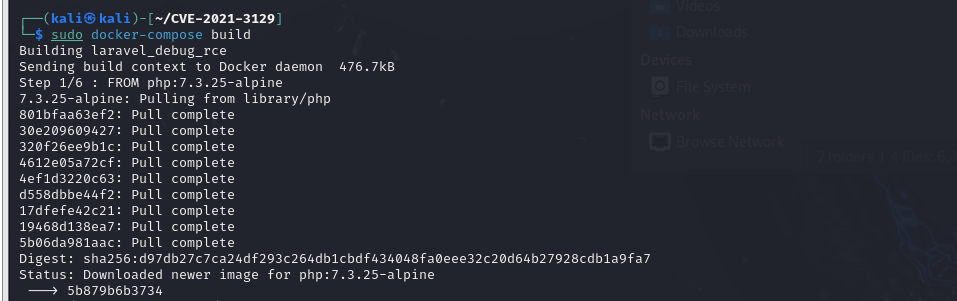 ┌──(kali㉿kali)-[~/CVE-2021-3129]
└─$ sudo docker-compose build
Building laravel_debug_rce
Sending build context to Docker daemon  476.7kB
Step 1/6 : FROM php:7.3.25-alpine
7.3.25-alpine: Pulling from library/php
801bfaa63ef2: Pull complete
30e209609427: Pull complete
320f26ee9b1c: Pull complete
4612e05a72cf: Pull complete
4ef1d3220c63: Pull complete
d558dbbe44f2: Pull complete
17dfefe42c21: Pull complete
19468d138ea7: Pull complete
5b06da981aac: Pull complete
Digest: sha256:d97db27c7ca24df293c264db1cbdf434048fa0eee32c20d64b27928cdb1a9fa7
Status: Downloaded newer image for php:7.3.25-alpine
 ---> 5b879b6b3734
Videos
Downloads
Devices
File System
Network
Browse Network